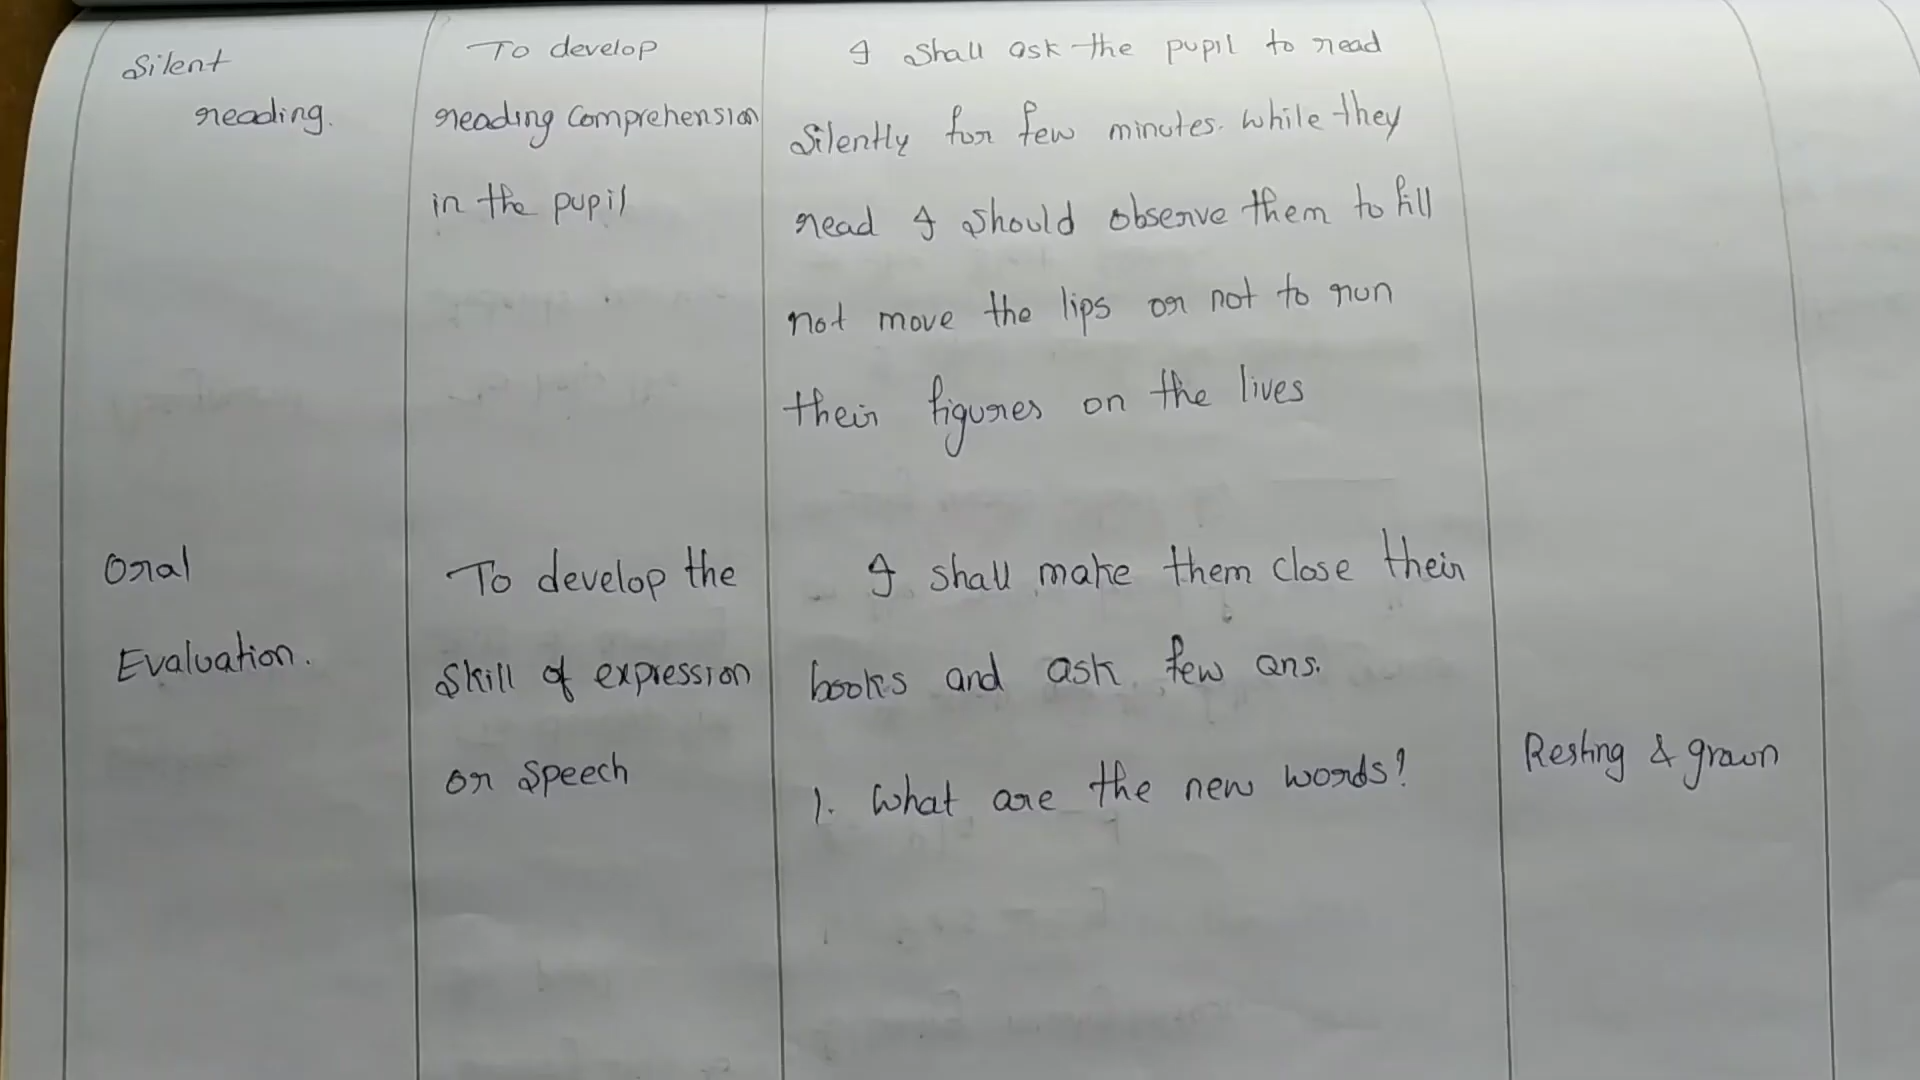 Silent
reading.
To develop
reading Comprehension
in the pupil
I Shall ask the pupil to read
Silently for few minutes. while they
read I should observe them to fill
not move the lips or not to run
their figures on the lives
Oral
Evaluation.
To develop the
Skill of expression
or Speech
I shall make them close their
books and ask few ans.
1. What are the new words?
Resting & grawn